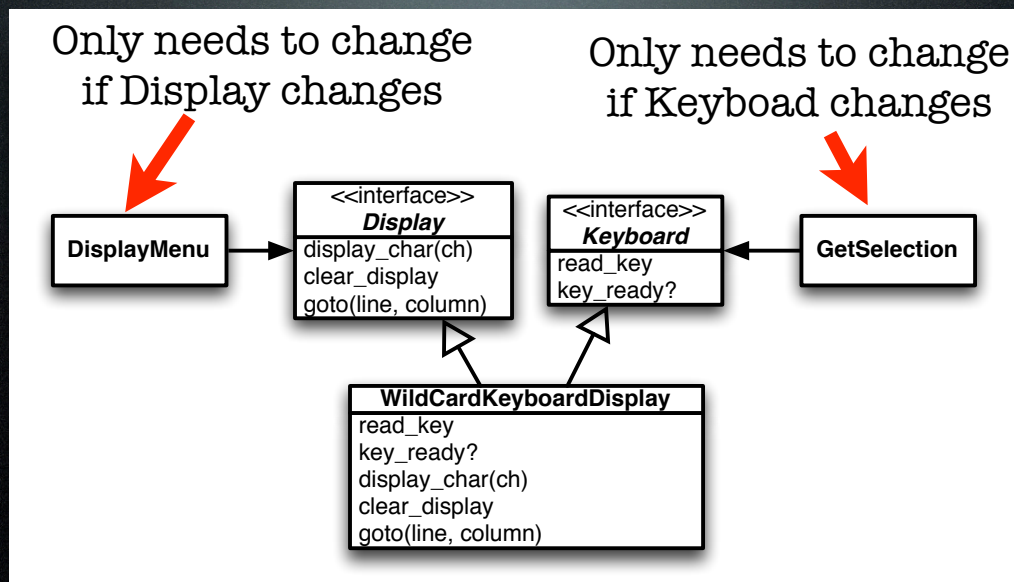 Only needs to change
if Display changes
Only needs to change
if Keyboad changes
DisplayMenu
<<interface>>
Display
display_char(ch)
clear_display
goto(line, column)
<<interface>>
Keyboard
read_key
key_ready?
GetSelection
WildCardKeyboardDisplay
read_key
key_ready?
display_char(ch)
clear_display
goto(line, column)